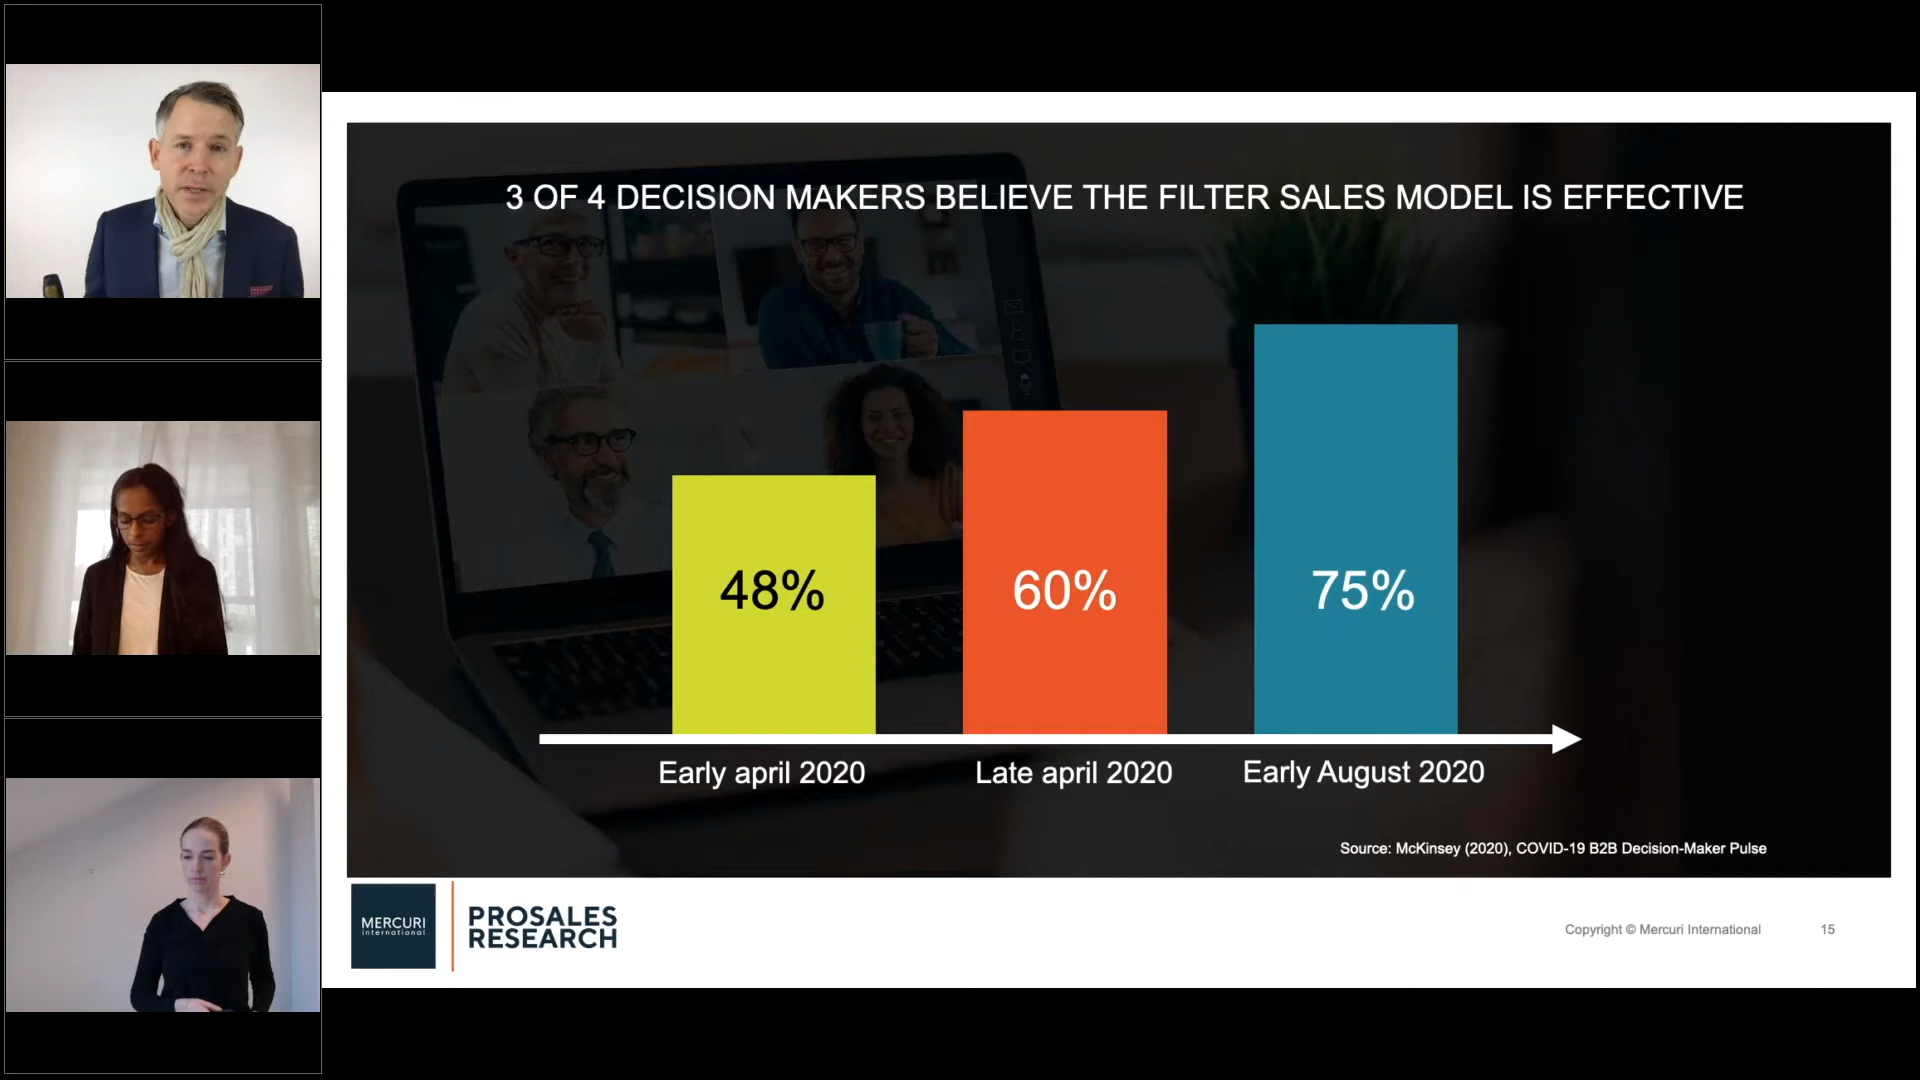 3 OF 4 DECISION MAKERS BELIEVE THE FILTER SALES MODEL IS EFFECTIVE
48%
60%
75%
Early april 2020
Late april 2020
Early August 2020
Source: McKinsey (2020), COVID-19 B2B Decision-Maker Pulse
MERCURI
international
PROSALES
RESEARCH
Copyright © Mercuri International
15